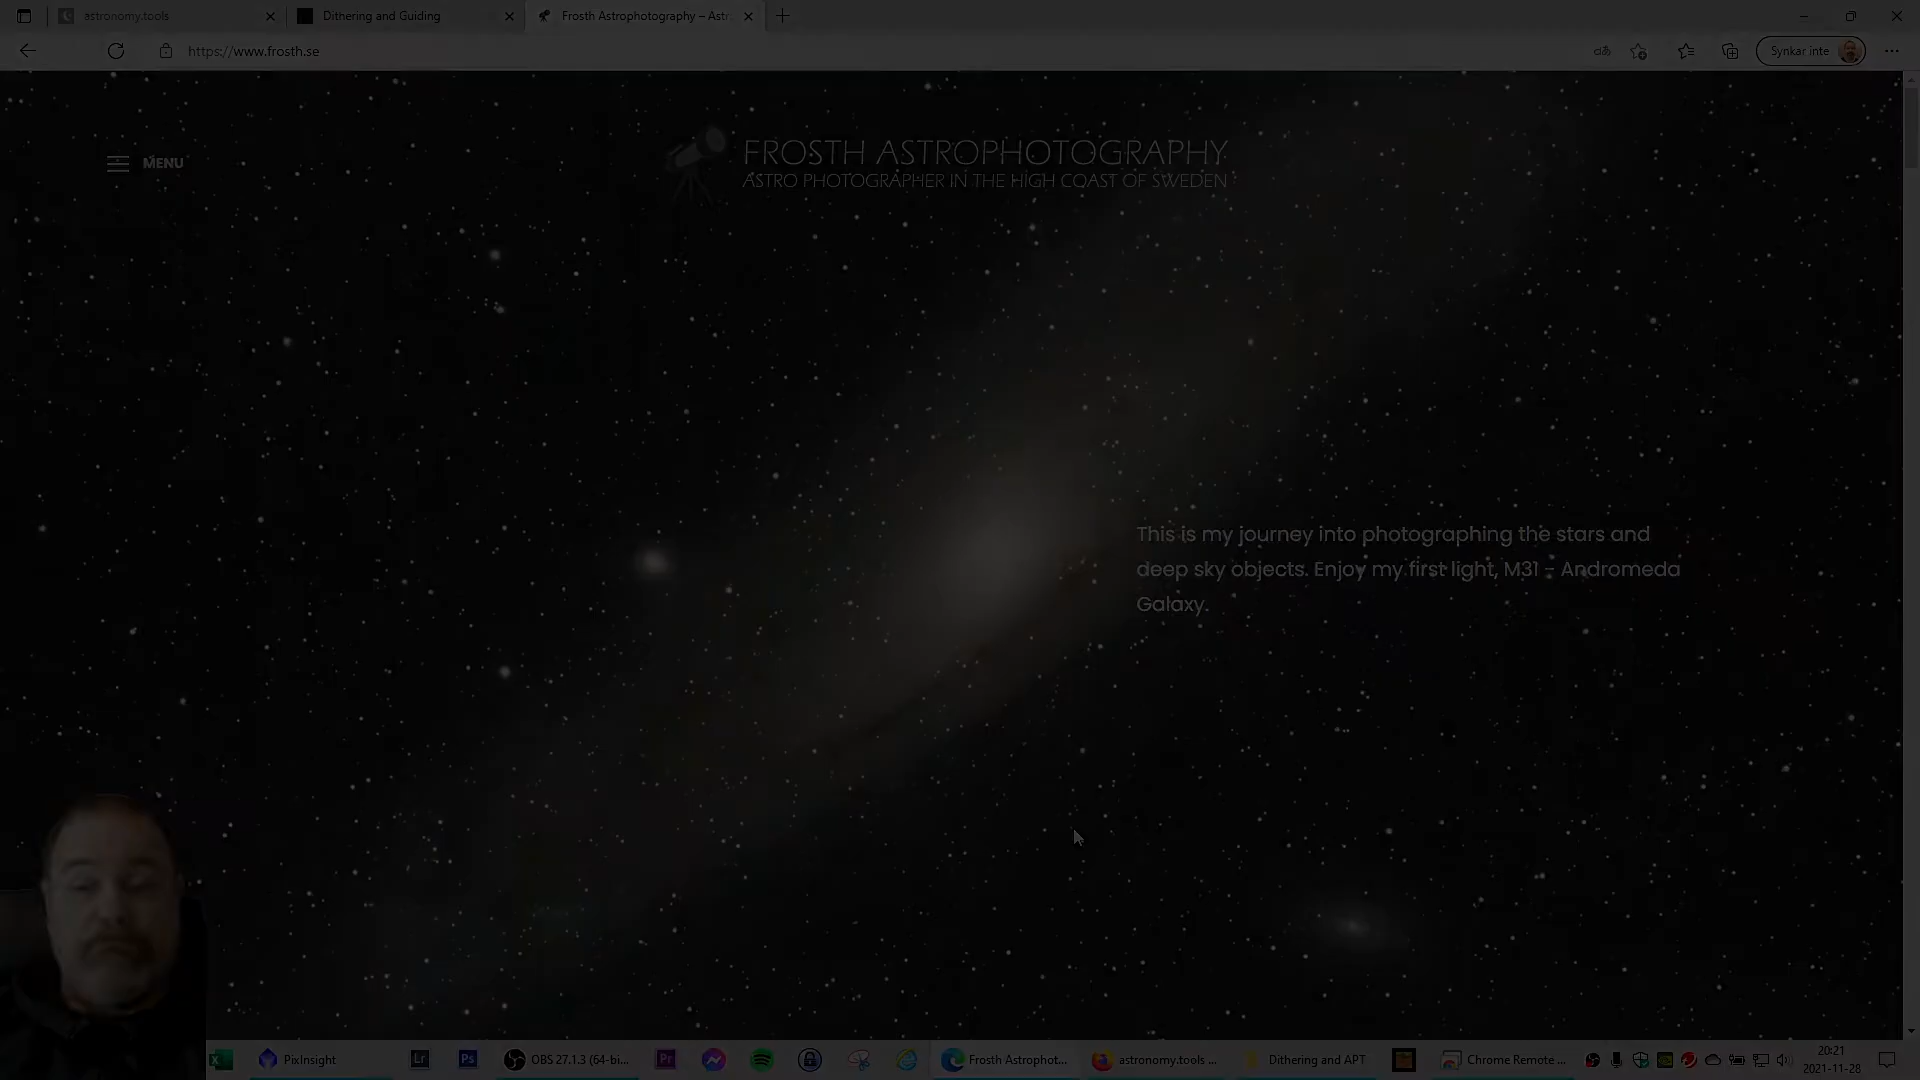 astronomy.tools
Dithering and Guiding
Frosth Astrophotography – Astr
https://www.frosth.se
Synkar inte
MENU
FROSTH ASTROPHOTOGRAPHY
ASTRO PHOTOGRAPHER IN THE HIGH COAST OF SWEDEN
This is my journey into photographing the stars and
deep sky objects. Enjoy my first light, M31 - Andromeda
Galaxy.
PixInsight
Lr
Ps
OBS 27.1.3 (64-bi...
Pr
Frosth Astrophot...
astronomy.tools ...
Dithering and APT
Chrome Remote ...
20:21
2021-11-28